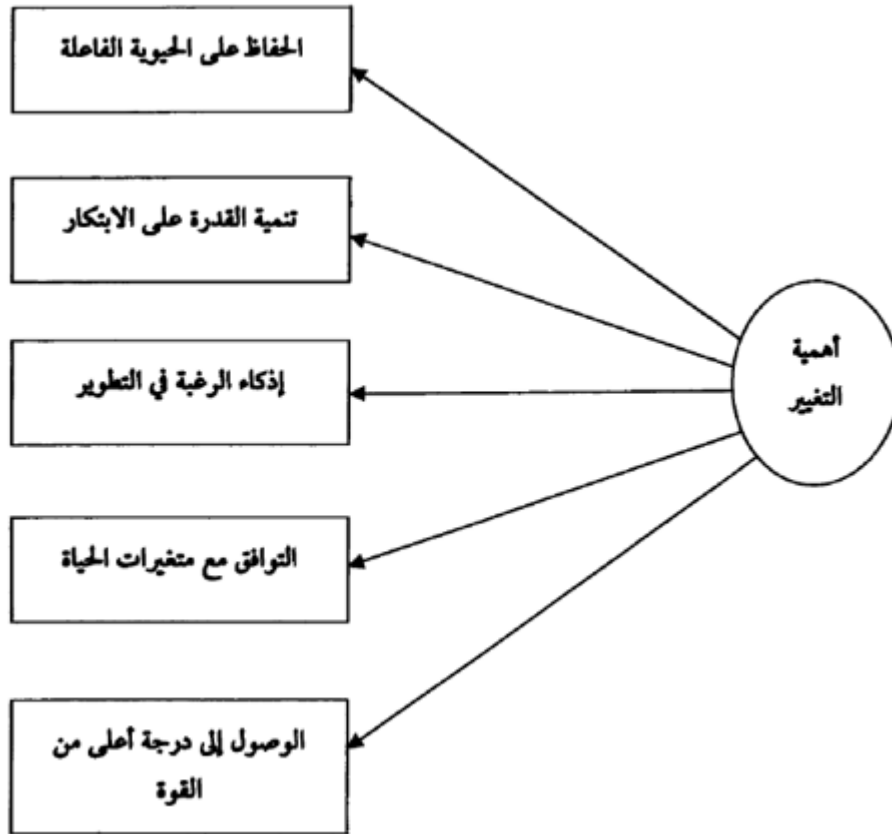 أهمية
التغيير
الحفاظ على الحيوية الفاعلة
تنمية القدرة على الابتكار
إذكاء الرغبة في التطوير
التوافق مع متغيرات الحياة
الوصول إلى درجة أعلى من
القوة